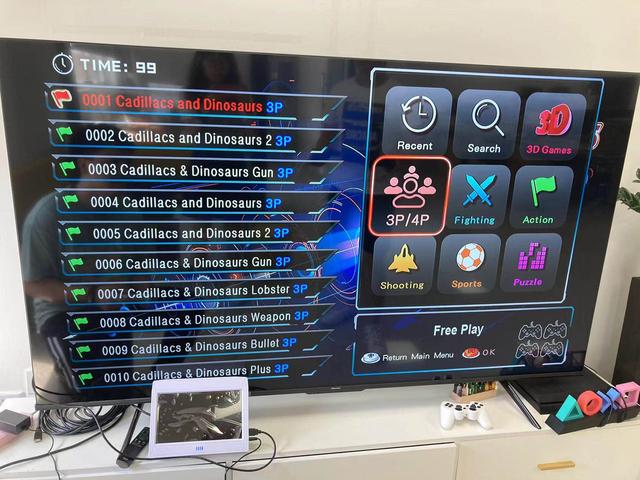 TIME: 99
0001 Cadillacs and Dinosaurs 3P
0002 Cadillacs and Dinosaurs 2 3P
0003 Cadillacs & Dinosaurs Gun 3P
0004 Cadillacs and Dinosaurs 3P
0005 Cadillacs and Dinosaurs 2 3P
0006 Cadillacs & Dinosaurs Gun 3P
0007 Cadillacs & Dinosaurs Lobster 3P
0008 Cadillacs & Dinosaurs Weapon 3P
0009 Cadillacs & Dinosaurs Bullet 3P
0010 Cadillacs & Dinosaurs Plus 3P
Recent
Search
3D
3D Games
3P/4P
Fighting
Action
Shooting
Sports
Puzzle
Free Play
Return Main Menu
OK